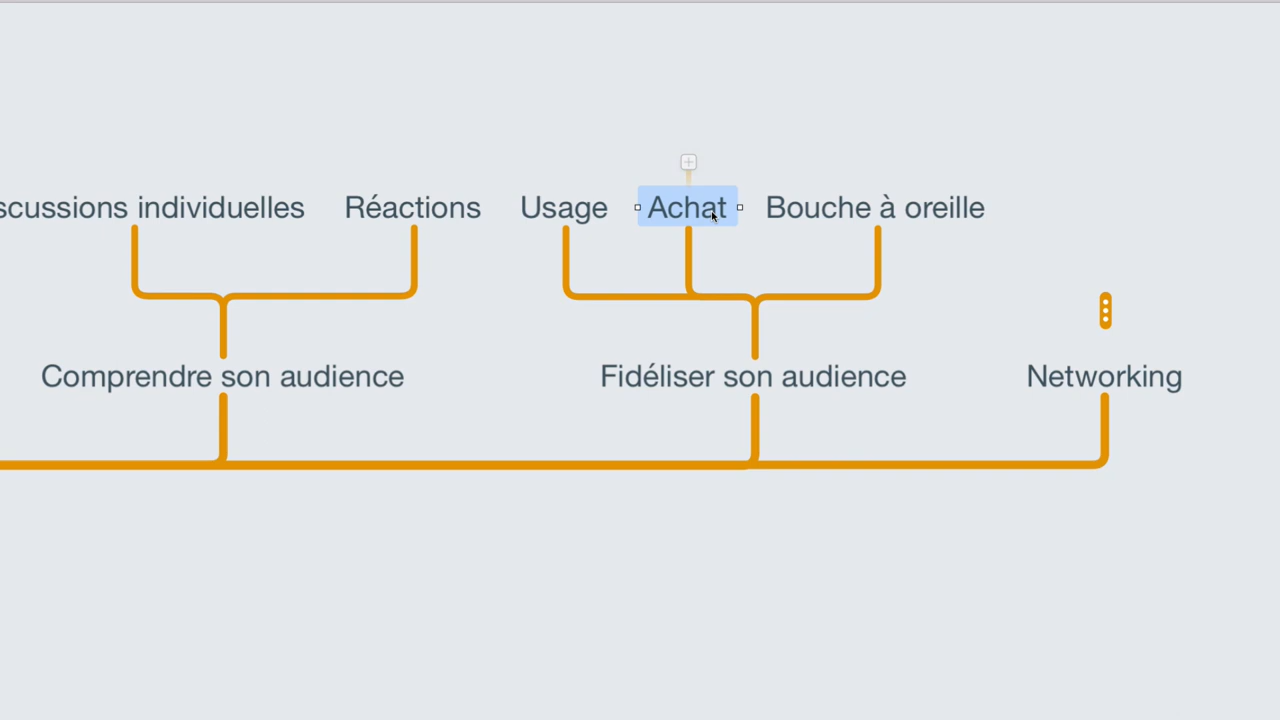 scussions individuelles Réactions Usage Achat Bouche à oreille
Comprendre son audience Fidéliser son audience Networking